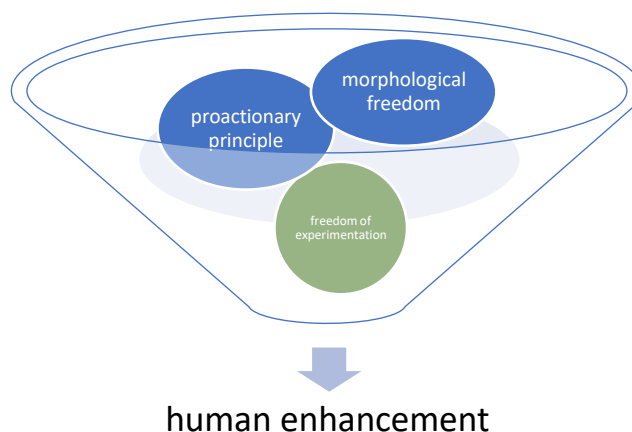 morphological
freedom
proactionary
principle
freedom of
experimentation
human enhancement